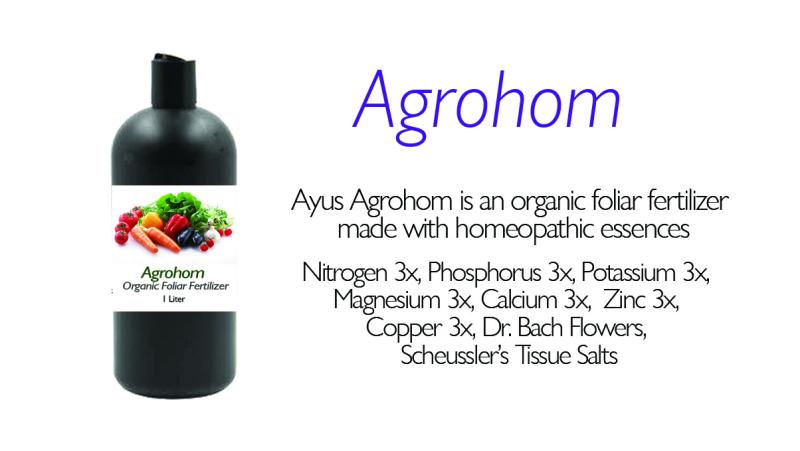 Agrohom
Ayus Agrohom is an organic foliar fertilizer
made with homeopathic essences
Nitrogen 3x, Phosphorus 3x, Potassium 3x,
Magnesium 3x, Calcium 3x, Zinc 3x,
Copper 3x, Dr. Bach Flowers,
Scheussler's Tissue Salts
Agrohom
Organic Foliar Fertilizer
1 Liter